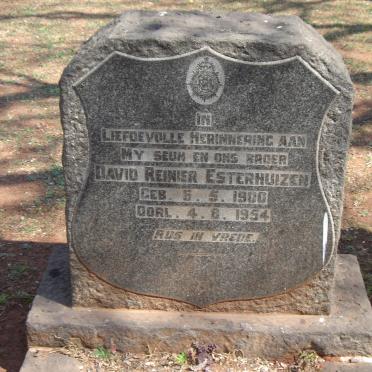 IN
LIEFDEVOLLE HERINNERING AAN
MY SEUN EN ONS BROER
DAVID REINIER ESTERHUIZEN
GEB. 5. 5. 1900
OORL. 4. 6. 1954
RUS IN VREDE.